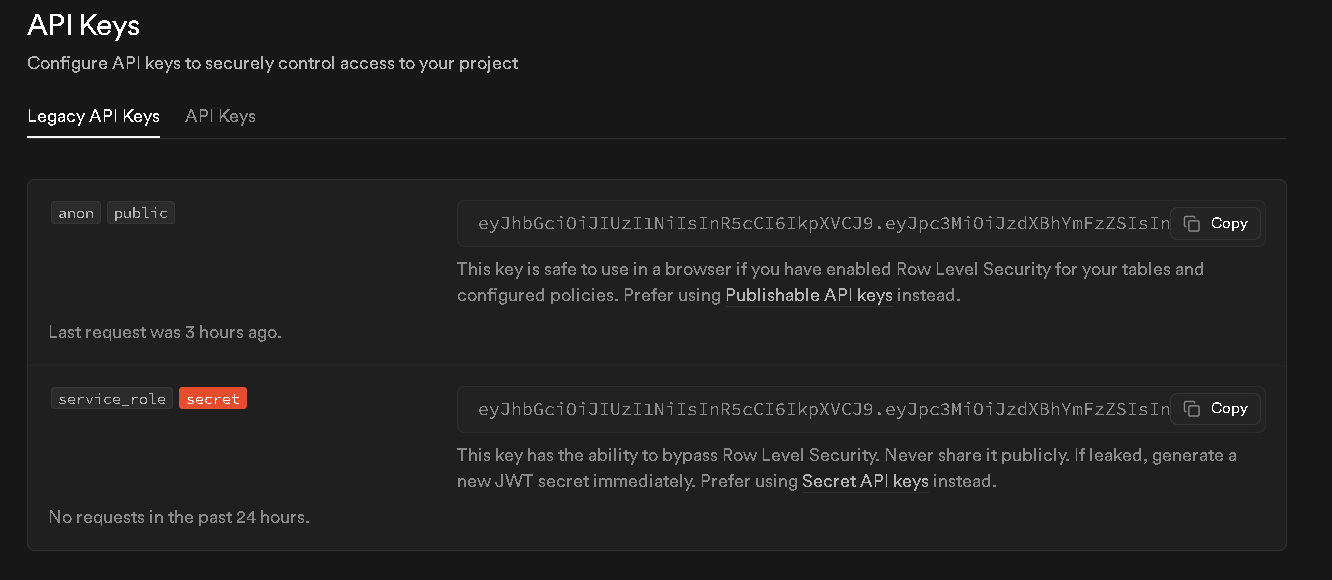 API Keys
Configure API keys to securely control access to your project
Legacy API Keys API Keys
anon public
eyJhbGciOiJIUzI1NiIsInR5cCI6IkpXVCJ9.eyJpc3MiOiJzdXBhYmFzZSIsIn Copy
This key is safe to use in a browser if you have enabled Row Level Security for your tables and
configured policies. Prefer using Publishable API keys instead.
Last request was 3 hours ago.
service_role secret
eyJhbGciOiJIUzI1NiIsInR5cCI6IkpXVCJ9.eyJpc3MiOiJzdXBhYmFzZSIsIn Copy
This key has the ability to bypass Row Level Security. Never share it publicly. If leaked, generate a
new JWT secret immediately. Prefer using Secret API keys instead.
No requests in the past 24 hours.